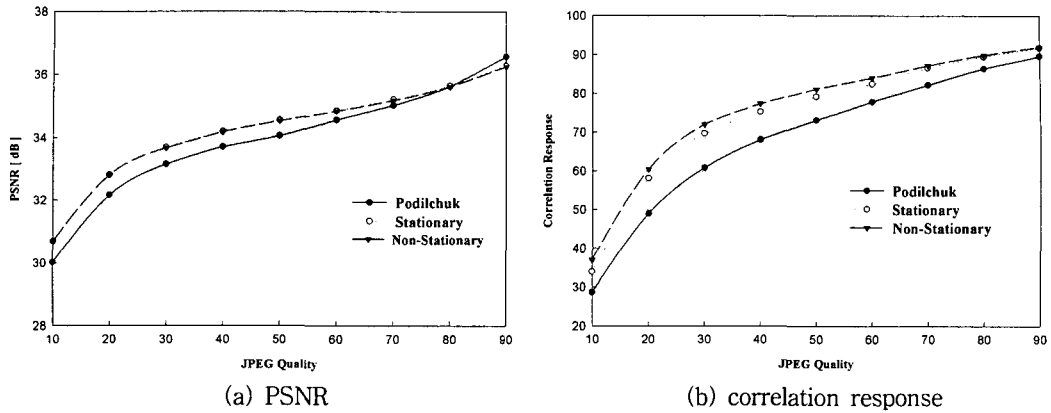 38
36
34
32
30
28
PSNR [ dB ]
Podilchuk
Stationary
Non-Stationary
10 20 30 40 50 60 70 80 90
JPEG Quality
(a) PSNR
100
90
80
70
60
50
40
30
20
Correlation Response
Podilchuk
Stationary
Non-Stationary
10 20 30 40 50 60 70 80 90
JPEG Quality
(b) correlation response